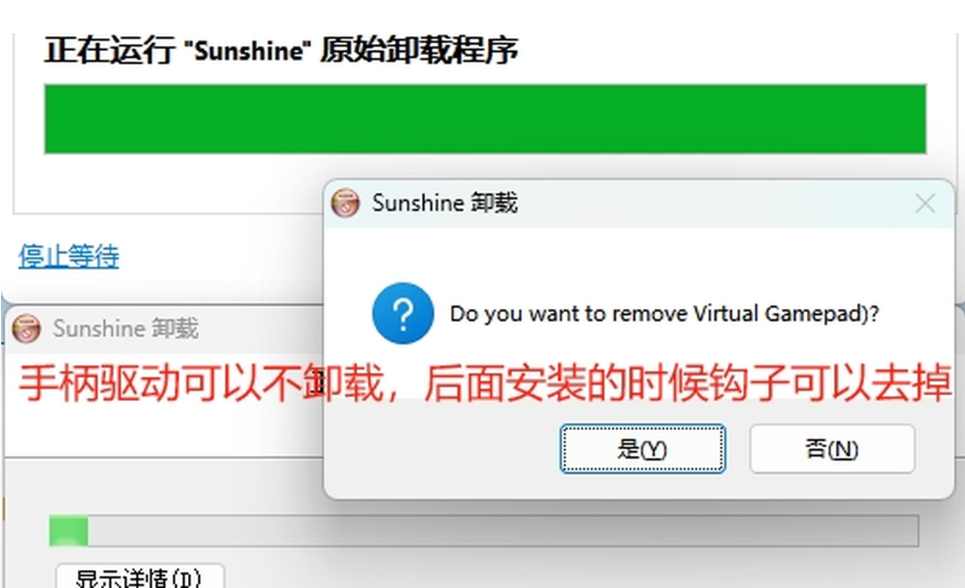 正在运行 "Sunshine" 原始卸载程序
Sunshine 卸载
停止等待
Do you want to remove Virtual Gamepad)?
Sunshine 卸载
手柄驱动可以不卸载，后面安装的时候钩子可以去掉
是(Y)
否(N)
显示详情(D)